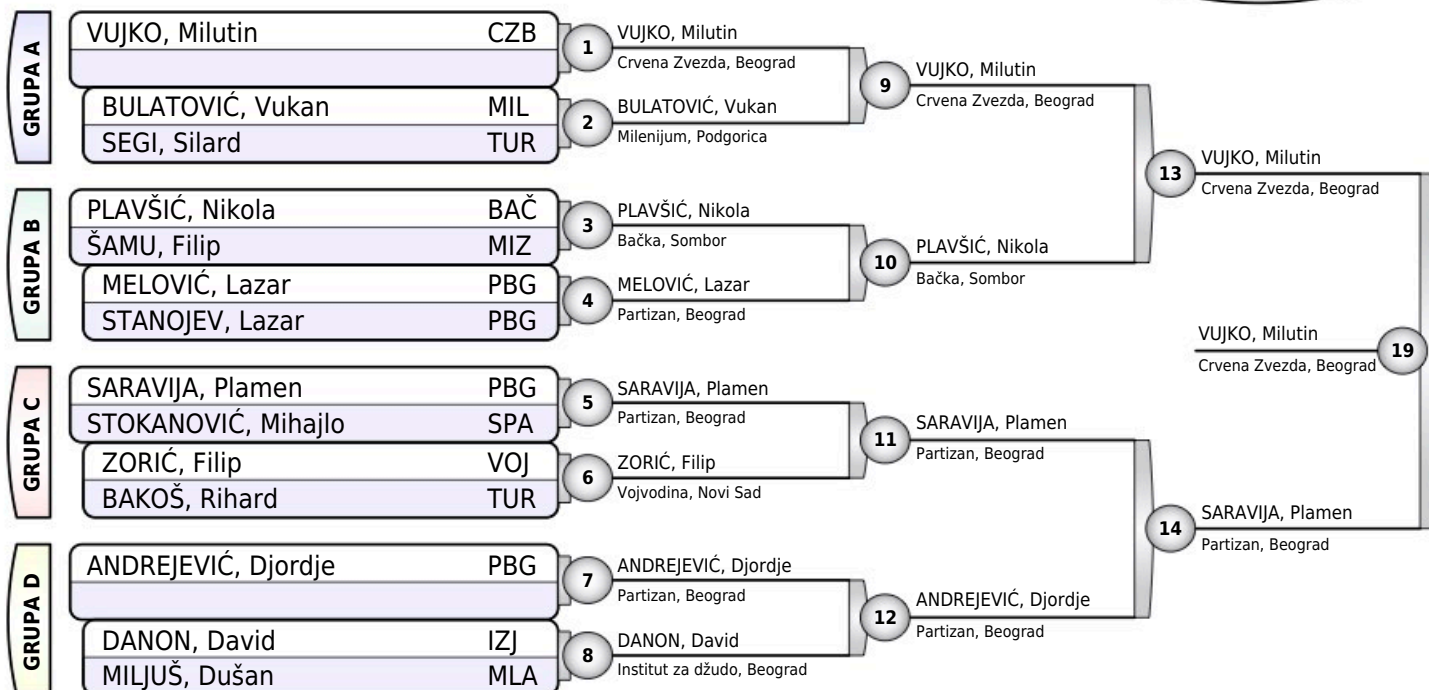 GRUPA A
VUJKO, Milutin CZB
BULATOVIĆ, Vukan MIL
SEGI, Silard TUR
GRUPA B
PLAVŠIĆ, Nikola BAČ
ŠAMU, Filip MIZ
MELOVIĆ, Lazar PBG
STANOJEV, Lazar PBG
GRUPA C
SARAVIJA, Plamen PBG
STOKANOVIĆ, Mihajlo SPA
ZORIĆ, Filip VOJ
BAKOŠ, Rihard TUR
GRUPA D
ANDREJEVIĆ, Djordje PBG
DANON, David IZJ
MILJUŠ, Dušan MLA
1 VUJKO, Milutin
Crvena Zvezda, Beograd
2 BULATOVIĆ, Vukan
Milenijum, Podgorica
3 PLAVŠIĆ, Nikola
Bačka, Sombor
4 MELOVIĆ, Lazar
Partizan, Beograd
5 SARAVIJA, Plamen
Partizan, Beograd
6 ZORIĆ, Filip
Vojvodina, Novi Sad
7 ANDREJEVIĆ, Djordje
Partizan, Beograd
8 DANON, David
Institut za džudo, Beograd
9 VUJKO, Milutin
Crvena Zvezda, Beograd
10 PLAVŠIĆ, Nikola
Bačka, Sombor
11 SARAVIJA, Plamen
Partizan, Beograd
12 ANDREJEVIĆ, Djordje
Partizan, Beograd
13 VUJKO, Milutin
Crvena Zvezda, Beograd
14 SARAVIJA, Plamen
Partizan, Beograd
VUJKO, Milutin 19
Crvena Zvezda, Beograd